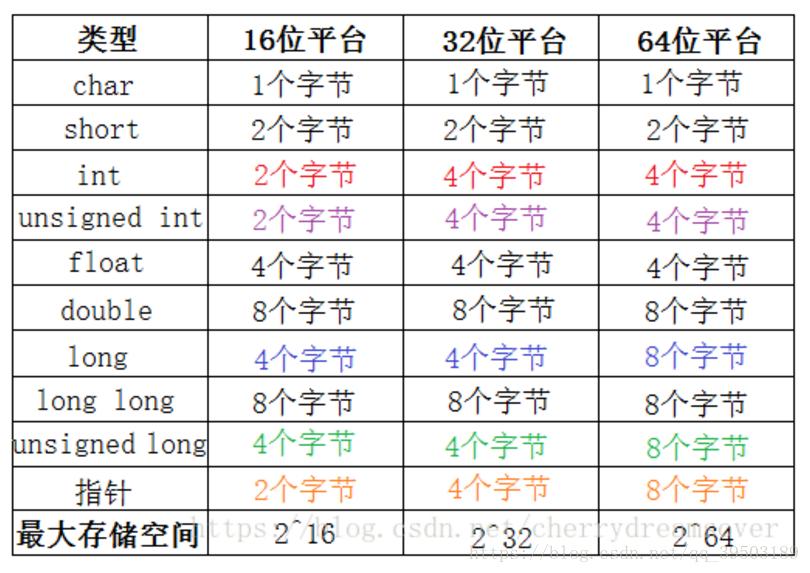 类型 16位平台 32位平台 64位平台
char 1个字节 1个字节 1个字节
short 2个字节 2个字节 2个字节
int 2个字节 4个字节 4个字节
unsigned int 2个字节 4个字节 4个字节
float 4个字节 4个字节 4个字节
double 8个字节 8个字节 8个字节
long 4个字节 4个字节 8个字节
long long 8个字节 8个字节 8个字节
unsigned long 4个字节 4个字节 8个字节
指针 2个字节 4个字节 8个字节
最大存储空间 2^16 2^32 2^64
https://blog.csdn.net/cherrydreamsover
https://blog.csdn.net/qq_39503189